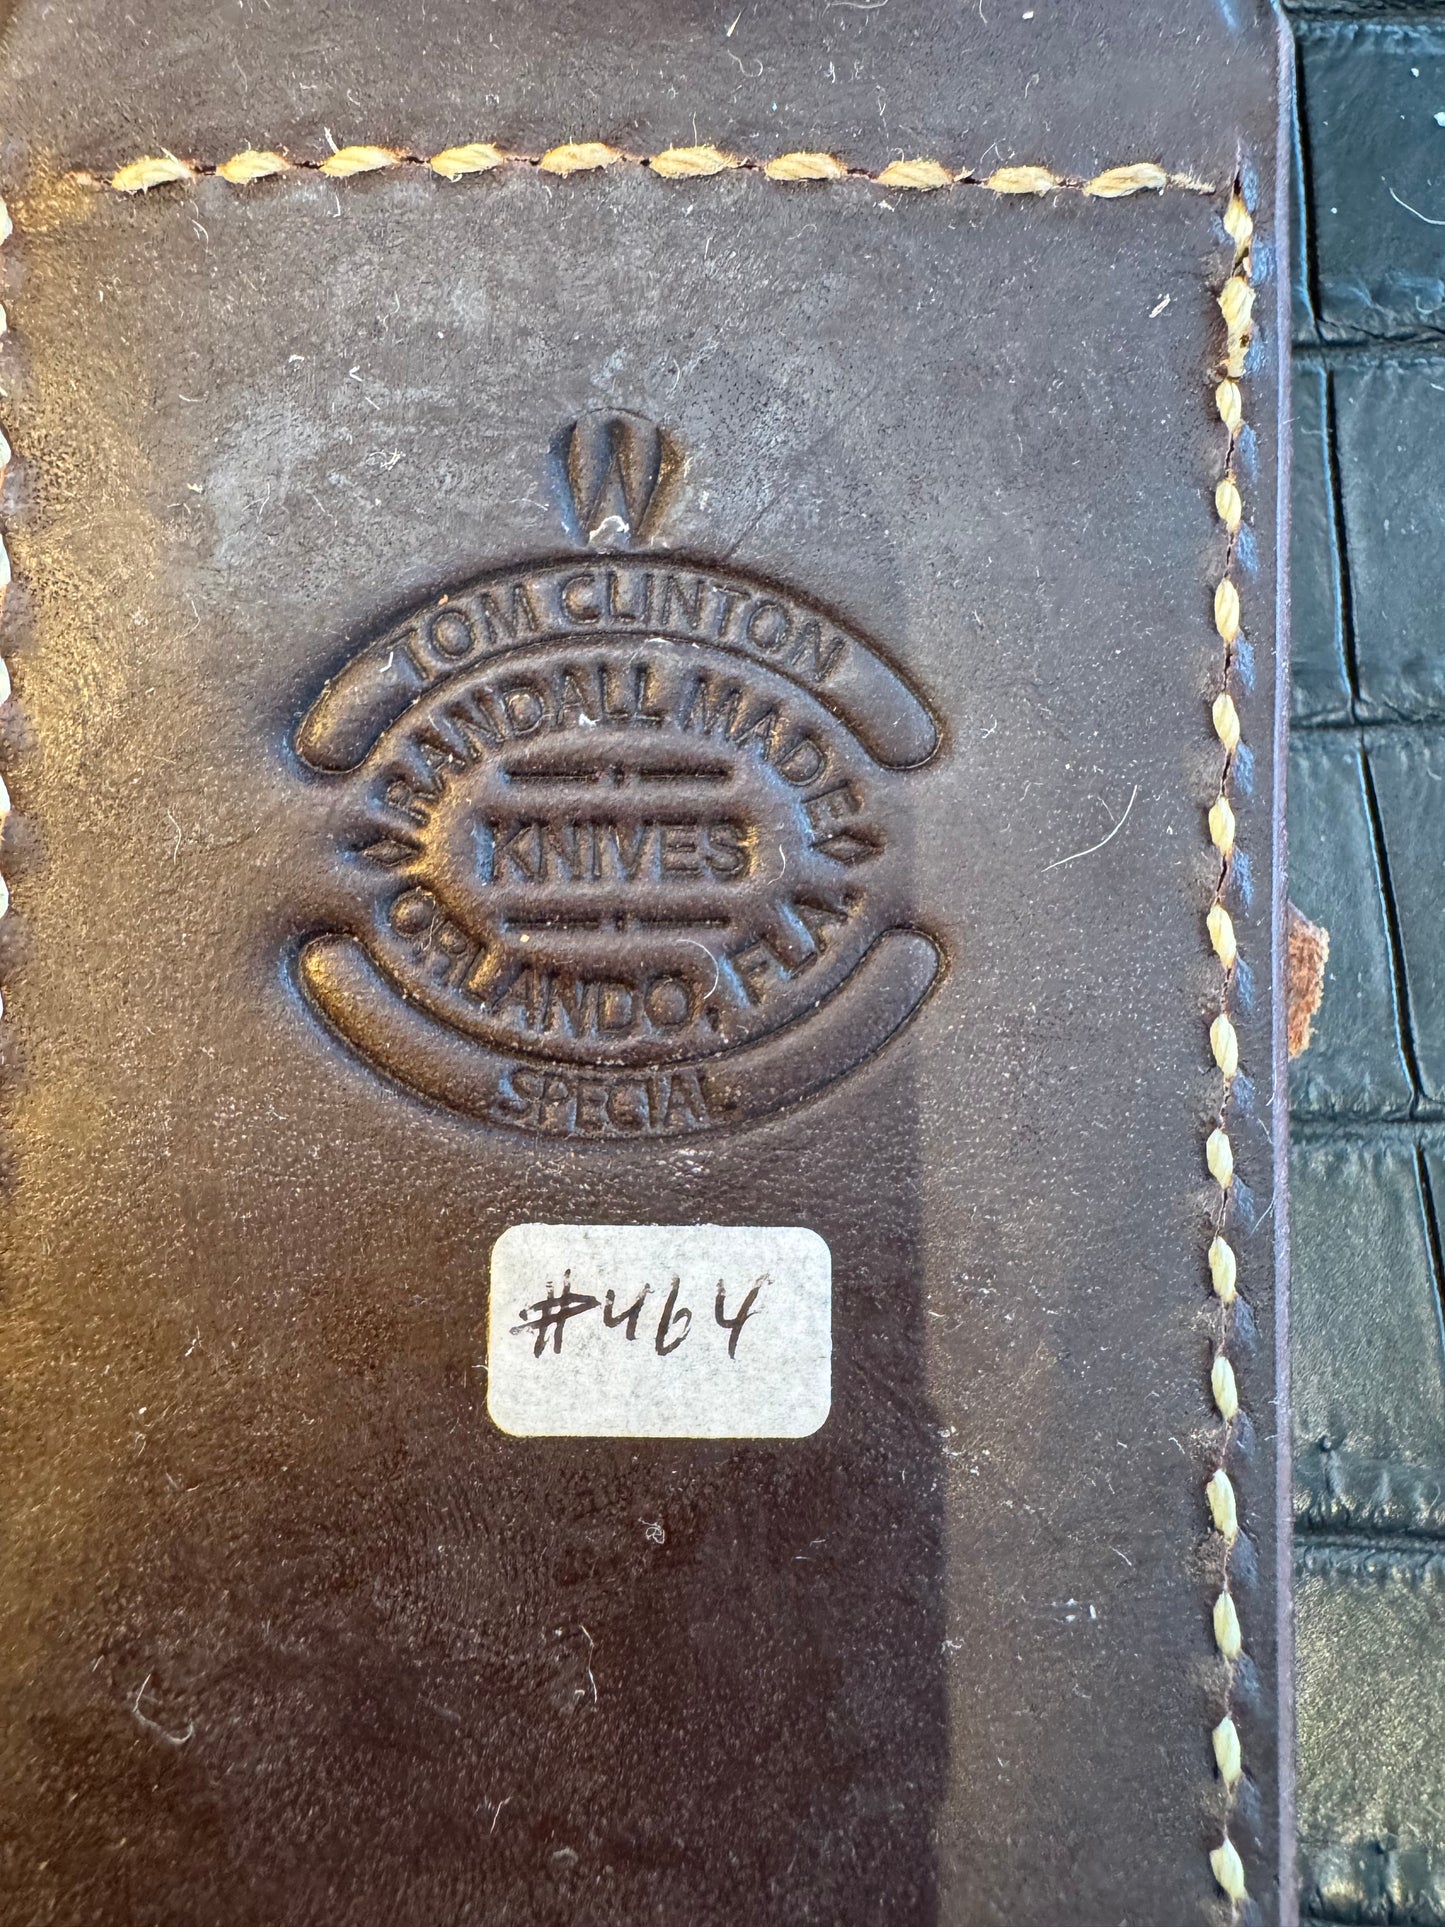 TOM CLINTON
RANDALL MADE
KNIVES
ORLANDO, FLA.
SPECIAL
#464